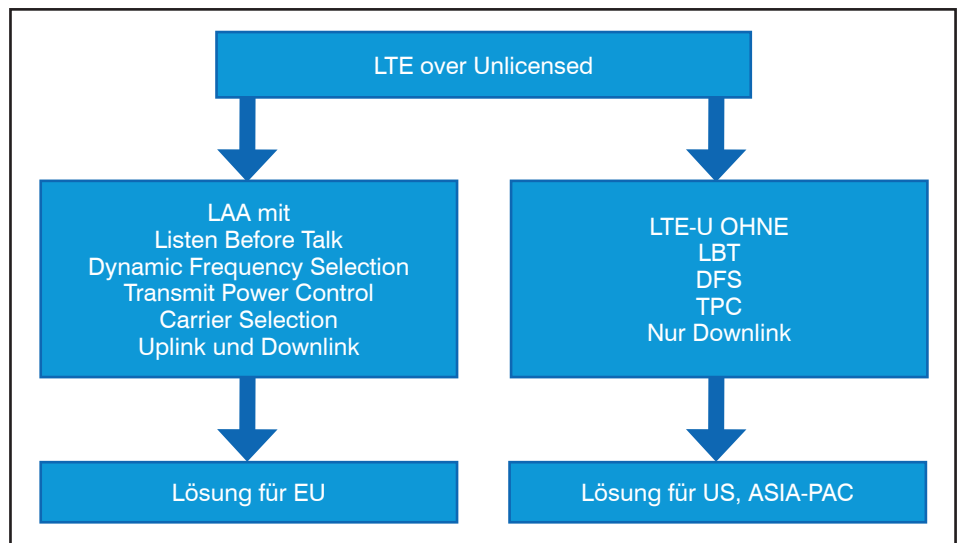 LTE over Unlicensed
LAA mit
Listen Before Talk
Dynamic Frequency Selection
Transmit Power Control
Carrier Selection
Uplink und Downlink
LTE-U OHNE
LBT
DFS
TPC
Nur Downlink
Lösung für EU
Lösung für US, ASIA-PAC